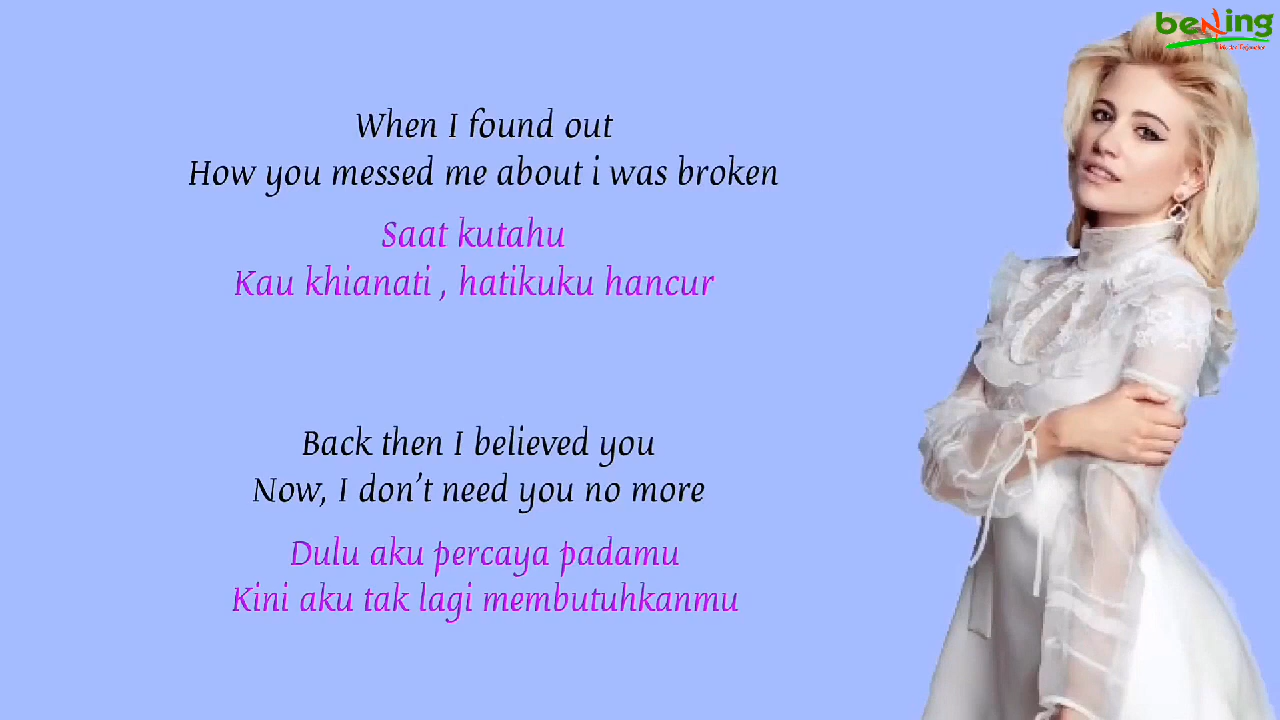 beNing
When I found out
How you messed me about i was broken
Saat kutahu
Kau khianati , hatikuku hancur
Back then I believed you
Now, I don't need you no more
Dulu aku percaya padamu
Kini aku tak lagi membutuhkanmu